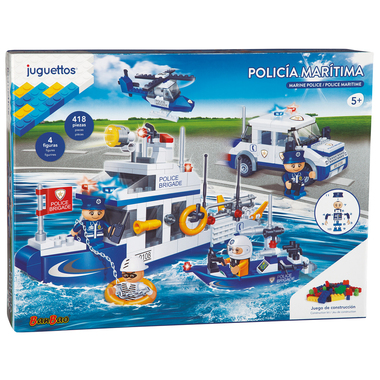 juguettos
POLICÍA MARÍTIMA
MARINE POLICE / POLICE MARITIME
5+
418
piezas
4
figuras
POLICE
BRIGADE
POLICE
BRIGADE
0108
BanBao
Juego de construcción